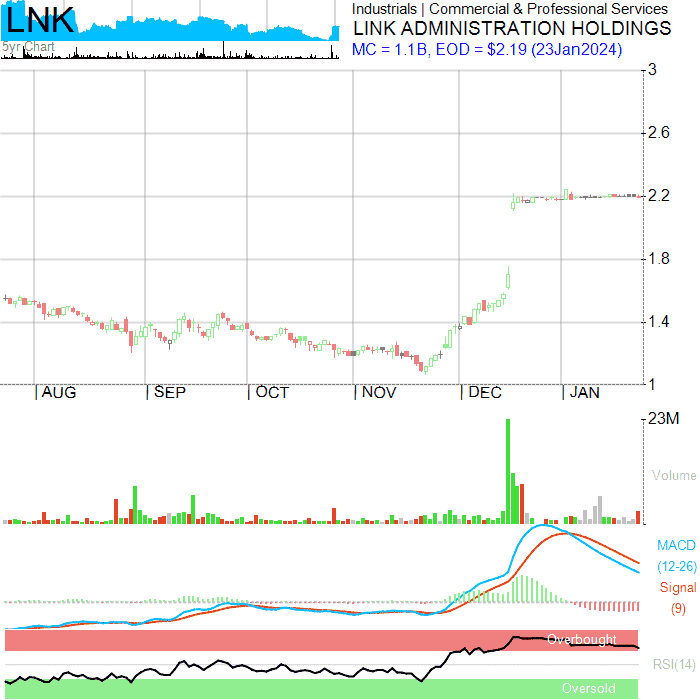 LNK
5yr Chart
Industrials | Commercial & Professional Services
LINK ADMINISTRATION HOLDINGS
MC = 1.1B, EOD = $2.19 (23Jan2024)
3
2.6
2.2
1.8
1.4
1
|AUG |SEP |OCT |NOV |DEC |JAN
23M
Volume
MACD
(12-26)
Signal
(9)
Overbought
RSI(14)
Oversold